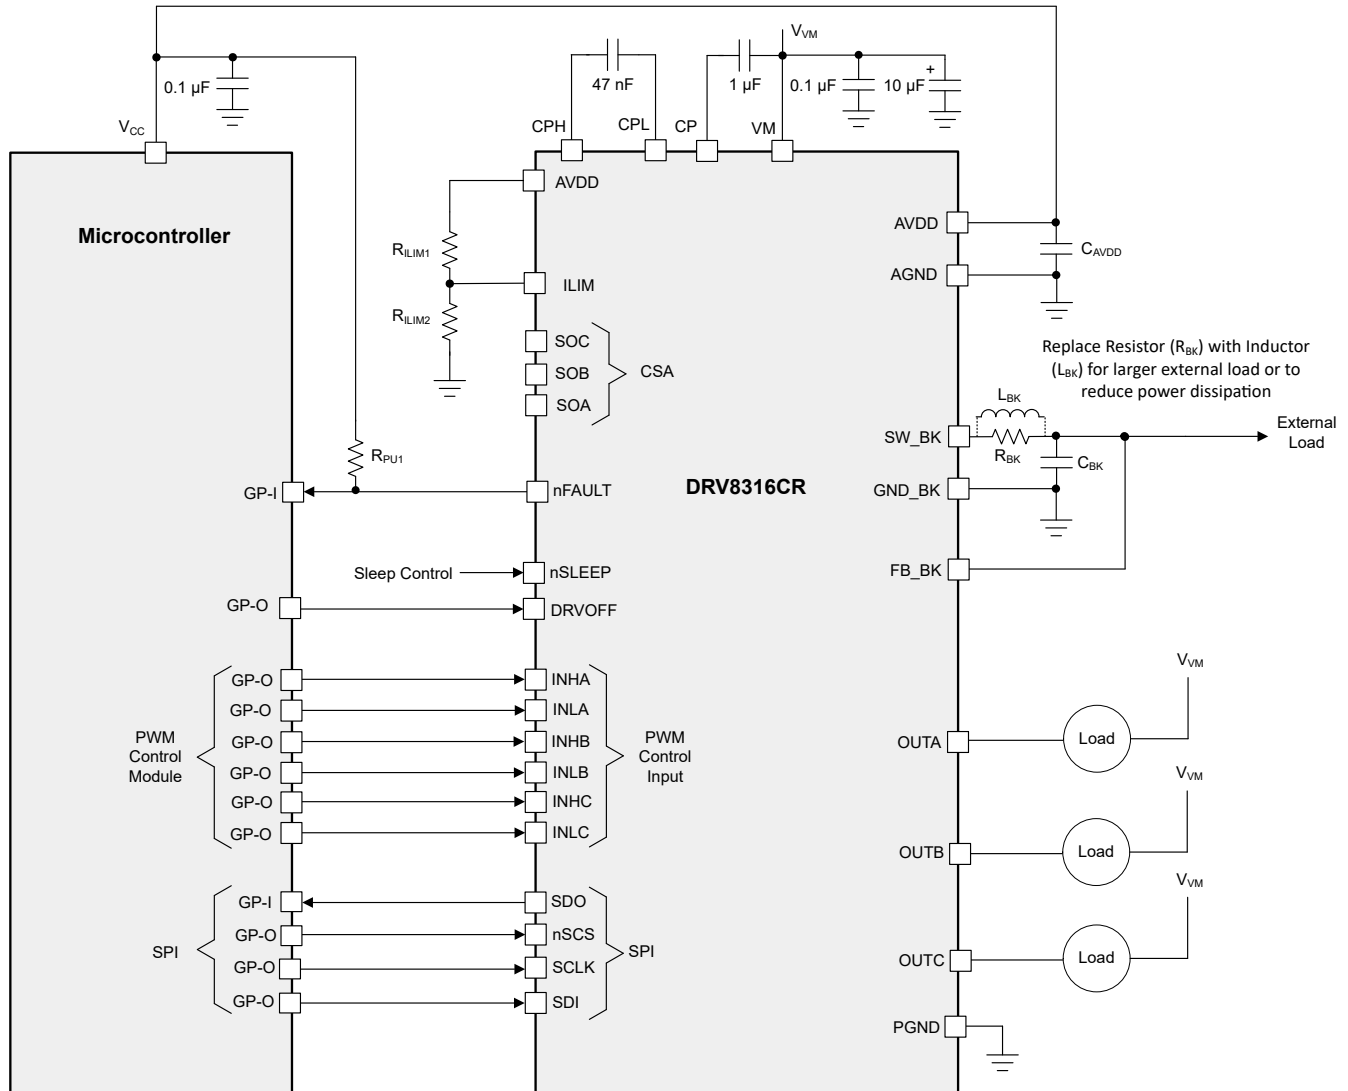 V_VM
0.1 µF
47 nF
1 µF
0.1 µF
+
10 µF
V_CC
CPH
CPL
CP
VM
Microcontroller
AVDD
R_ILIM1
ILIM
R_ILIM2
SOC
SOB
SOA
CSA
AVDD
C_AVDD
AGND
Replace Resistor (R_BK) with Inductor
(L_BK) for larger external load or to
reduce power dissipation
L_BK
SW_BK
R_BK
C_BK
External
Load
R_PU1
GP-I
nFAULT
DRV8316CR
GND_BK
Sleep Control
nSLEEP
FB_BK
GP-O
DRVOFF
PWM
Control
Module
GP-O
GP-O
GP-O
GP-O
GP-O
GP-O
INHA
INLA
INHB
INLB
INHC
INLC
PWM
Control
Input
V_VM
OUTA
Load
V_VM
OUTB
Load
V_VM
OUTC
Load
SPI
GP-I
GP-O
GP-O
GP-O
SDO
nSCS
SCLK
SDI
SPI
PGND